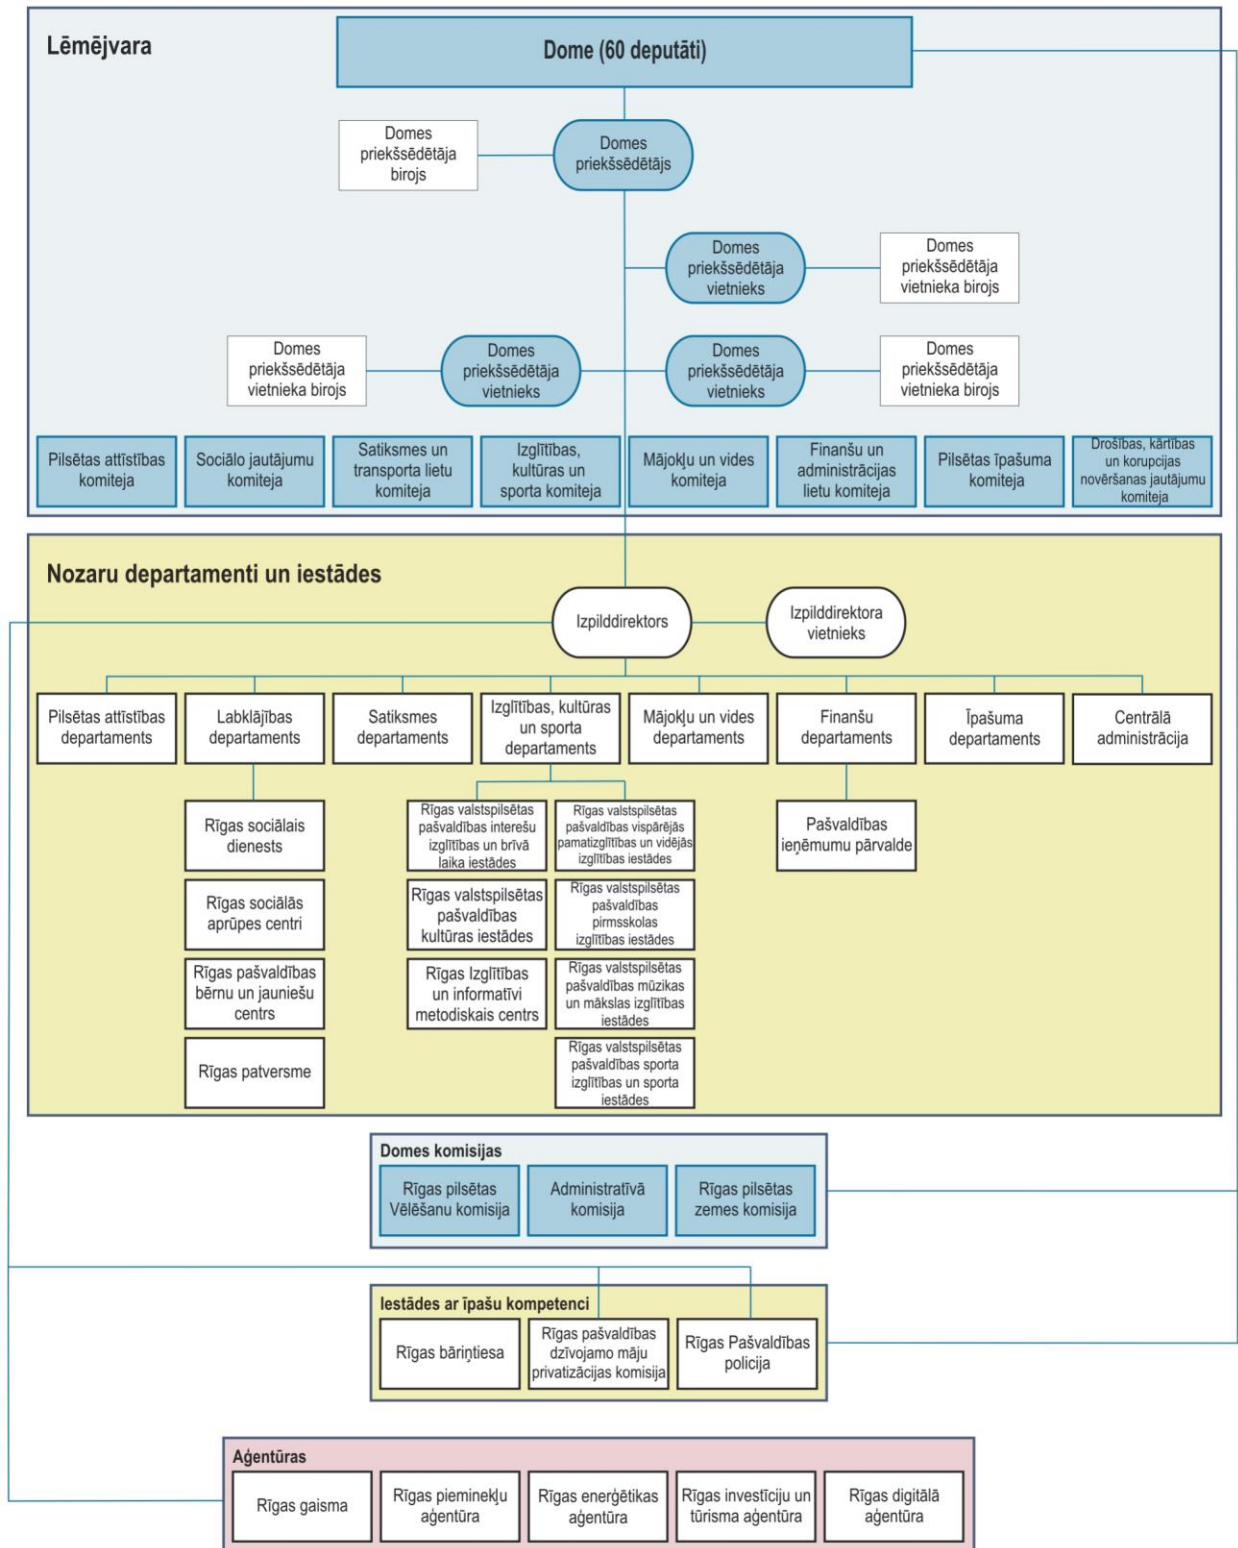 Lēmējvara
Dome (60 deputāti)
Domes
priekšsēdētāja
birojs
Domes
priekšsēdētājs
Domes
priekšsēdētāja
vietnieks
Domes
priekšsēdētāja
vietnieka birojs
Domes
priekšsēdētāja
vietnieka birojs
Domes
priekšsēdētāja
vietnieks
Domes
priekšsēdētāja
vietnieks
Domes
priekšsēdētāja
vietnieka birojs
Pilsētas attīstības
komiteja
Sociālo jautājumu
komiteja
Satiksmes un
transporta lietu
komiteja
Izglītības,
kultūras un
sporta komiteja
Mājokļu un vides
komiteja
Finanšu un
administrācijas
lietu komiteja
Pilsētas īpašuma
komiteja
Drošības, kārtības
un korupcijas
novēršanas jautājumu
komiteja
Nozaru departamenti un iestādes
Izpilddirektors
Izpilddirektora
vietnieks
Pilsētas attīstības
departaments
Labklājības
departaments
Satiksmes
departaments
Izglītības, kultūras
un sporta
departaments
Mājokļu un vides
departaments
Finanšu
departaments
Īpašuma
departaments
Centrālā
administrācija
Rīgas sociālais
dienests
Rīgas sociālās
aprūpes centri
Rīgas pašvaldības
bērnu un jauniešu
centrs
Rīgas patversme
Rīgas valstspilsētas
pašvaldības interešu
izglītības un brīvā
laika iestādes
Rīgas valstspilsētas
pašvaldības
kultūras iestādes
Rīgas Izglītības
un informatīvi
metodiskais centrs
Rīgas valstspilsētas
pašvaldības vispārējās
pamatizglītības un vidējās
izglītības iestādes
Rīgas valstspilsētas
pašvaldības
pirmsskolas
izglītības iestādes
Rīgas valstspilsētas
pašvaldības mūzikas
un mākslas izglītības
iestādes
Rīgas valstspilsētas
pašvaldības sporta
izglītības un sporta
iestādes
Pašvaldības
ieņēmumu pārvalde
Domes komisijas
Rīgas pilsētas
Vēlēšanu komisija
Administratīvā
komisija
Rīgas pilsētas
zemes komisija
Iestādes ar īpašu kompetenci
Rīgas bāriņtiesa
Rīgas pašvaldības
dzīvojamo māju
privatizācijas komisija
Rīgas Pašvaldības
policija
Aģentūras
Rīgas gaisma
Rīgas pieminekļu
aģentūra
Rīgas enerģētikas
aģentūra
Rīgas investīciju un
tūrisma aģentūra
Rīgas digitālā
aģentūra